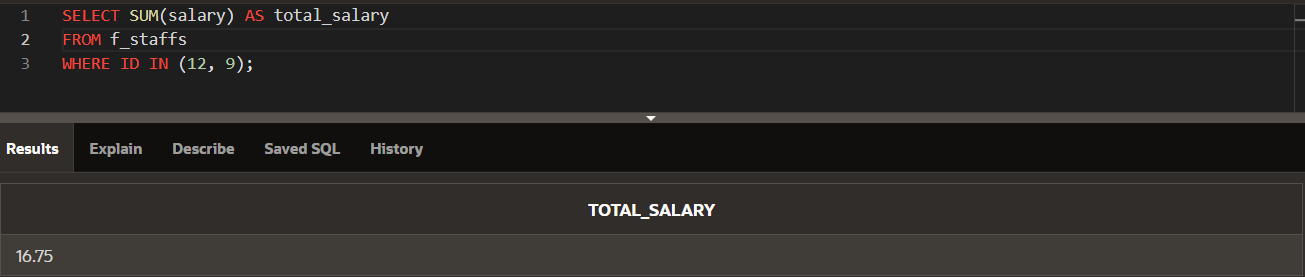 1 SELECT SUM(salary) AS total_salary
2 FROM f_staffs
3 WHERE ID IN (12, 9);
Results Explain Describe Saved SQL History
TOTAL_SALARY
16.75